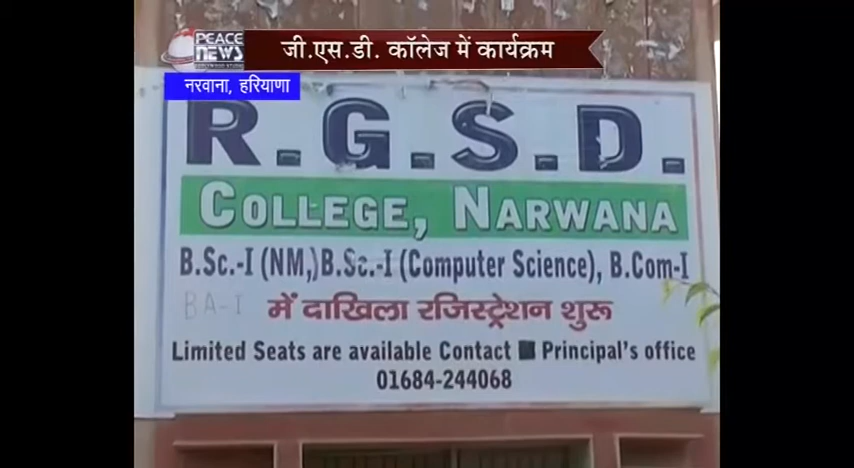 PEACE
NEWS
जी.एस.डी. कॉलेज में कार्यक्रम
नरवाना, हरियाणा
R.G.S.D.
COLLEGE, NARWANA
B.Sc.-I (NM,) B.Sc.-I (Computer Science), B.Com-I
BA-I में दाखिला रजिस्ट्रेशन शुरू
Limited Seats are available Contact Principal's office
01684-244068